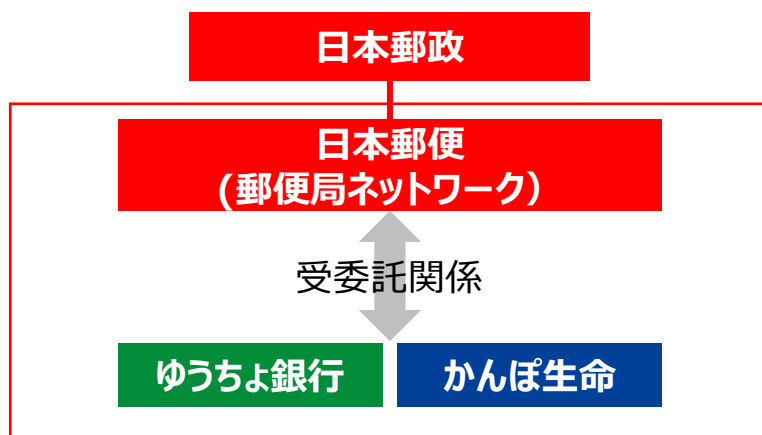 日本郵政
日本郵便
(郵便局ネットワーク）
受委託関係
ゆうちょ銀行
かんぽ生命